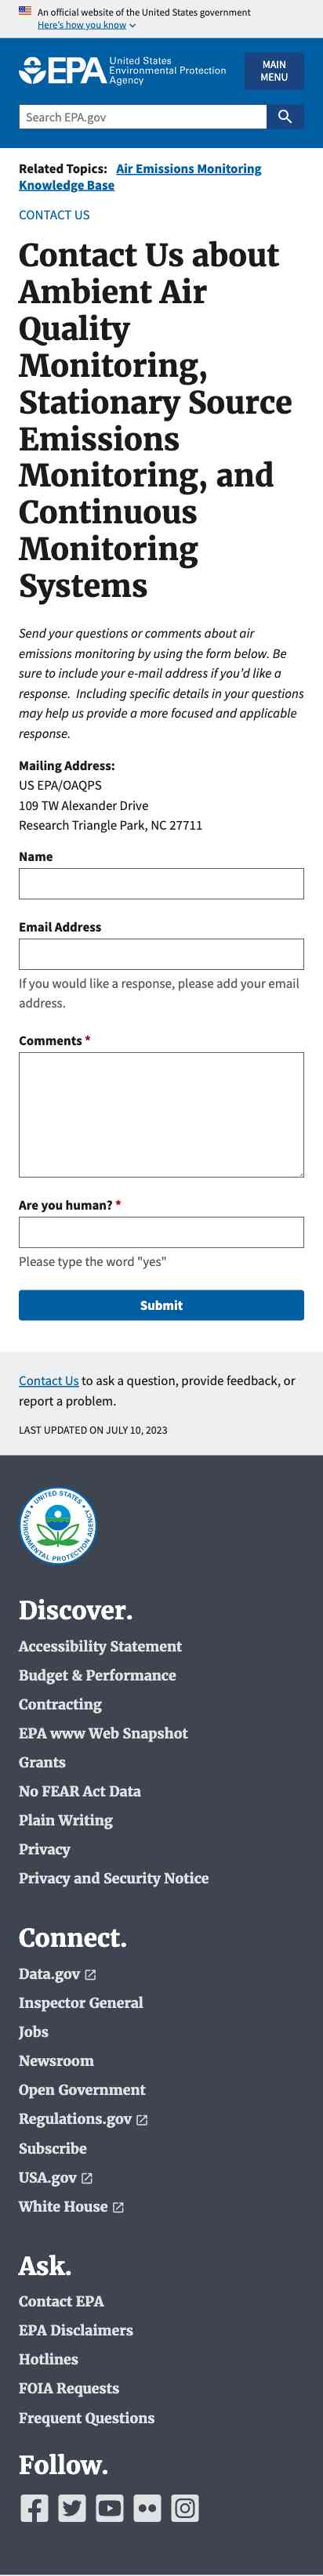 An official website of the United States government
Here's how you know
EPA United States
Environmental Protection
Agency
MAIN
MENU
Search EPA.gov
Related Topics: Air Emissions Monitoring
Knowledge Base
CONTACT US
Contact Us about
Ambient Air
Quality
Monitoring,
Stationary Source
Emissions
Monitoring, and
Continuous
Monitoring
Systems
Send your questions or comments about air
emissions monitoring by using the form below. Be
sure to include your e-mail address if you'd like a
response.  Including specific details in your questions
may help us provide a more focused and applicable
response.
Mailing Address:
US EPA/OAQPS
109 TW Alexander Drive
Research Triangle Park, NC 27711
Name
Email Address
If you would like a response, please add your email
address.
Comments *
Are you human? *
Please type the word "yes"
Submit
Contact Us to ask a question, provide feedback, or
report a problem.
LAST UPDATED ON JULY 10, 2023
UNITED STATES
ENVIRONMENTAL PROTECTION AGENCY
Discover.
Accessibility Statement
Budget & Performance
Contracting
EPA www Web Snapshot
Grants
No FEAR Act Data
Plain Writing
Privacy
Privacy and Security Notice
Connect.
Data.gov
Inspector General
Jobs
Newsroom
Open Government
Regulations.gov
Subscribe
USA.gov
White House
Ask.
Contact EPA
EPA Disclaimers
Hotlines
FOIA Requests
Frequent Questions
Follow.